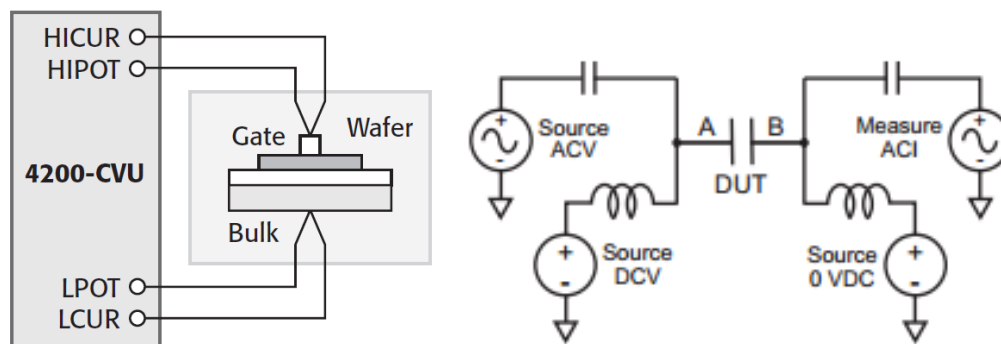 HICUR
HIPOT
4200-CVU
Gate
Wafer
Bulk
LPOT
LCUR
+
-
Source
ACV
A
B
DUT
+
-
Measure
ACI
+
-
Source
DCV
Source
0 VDC
+
-